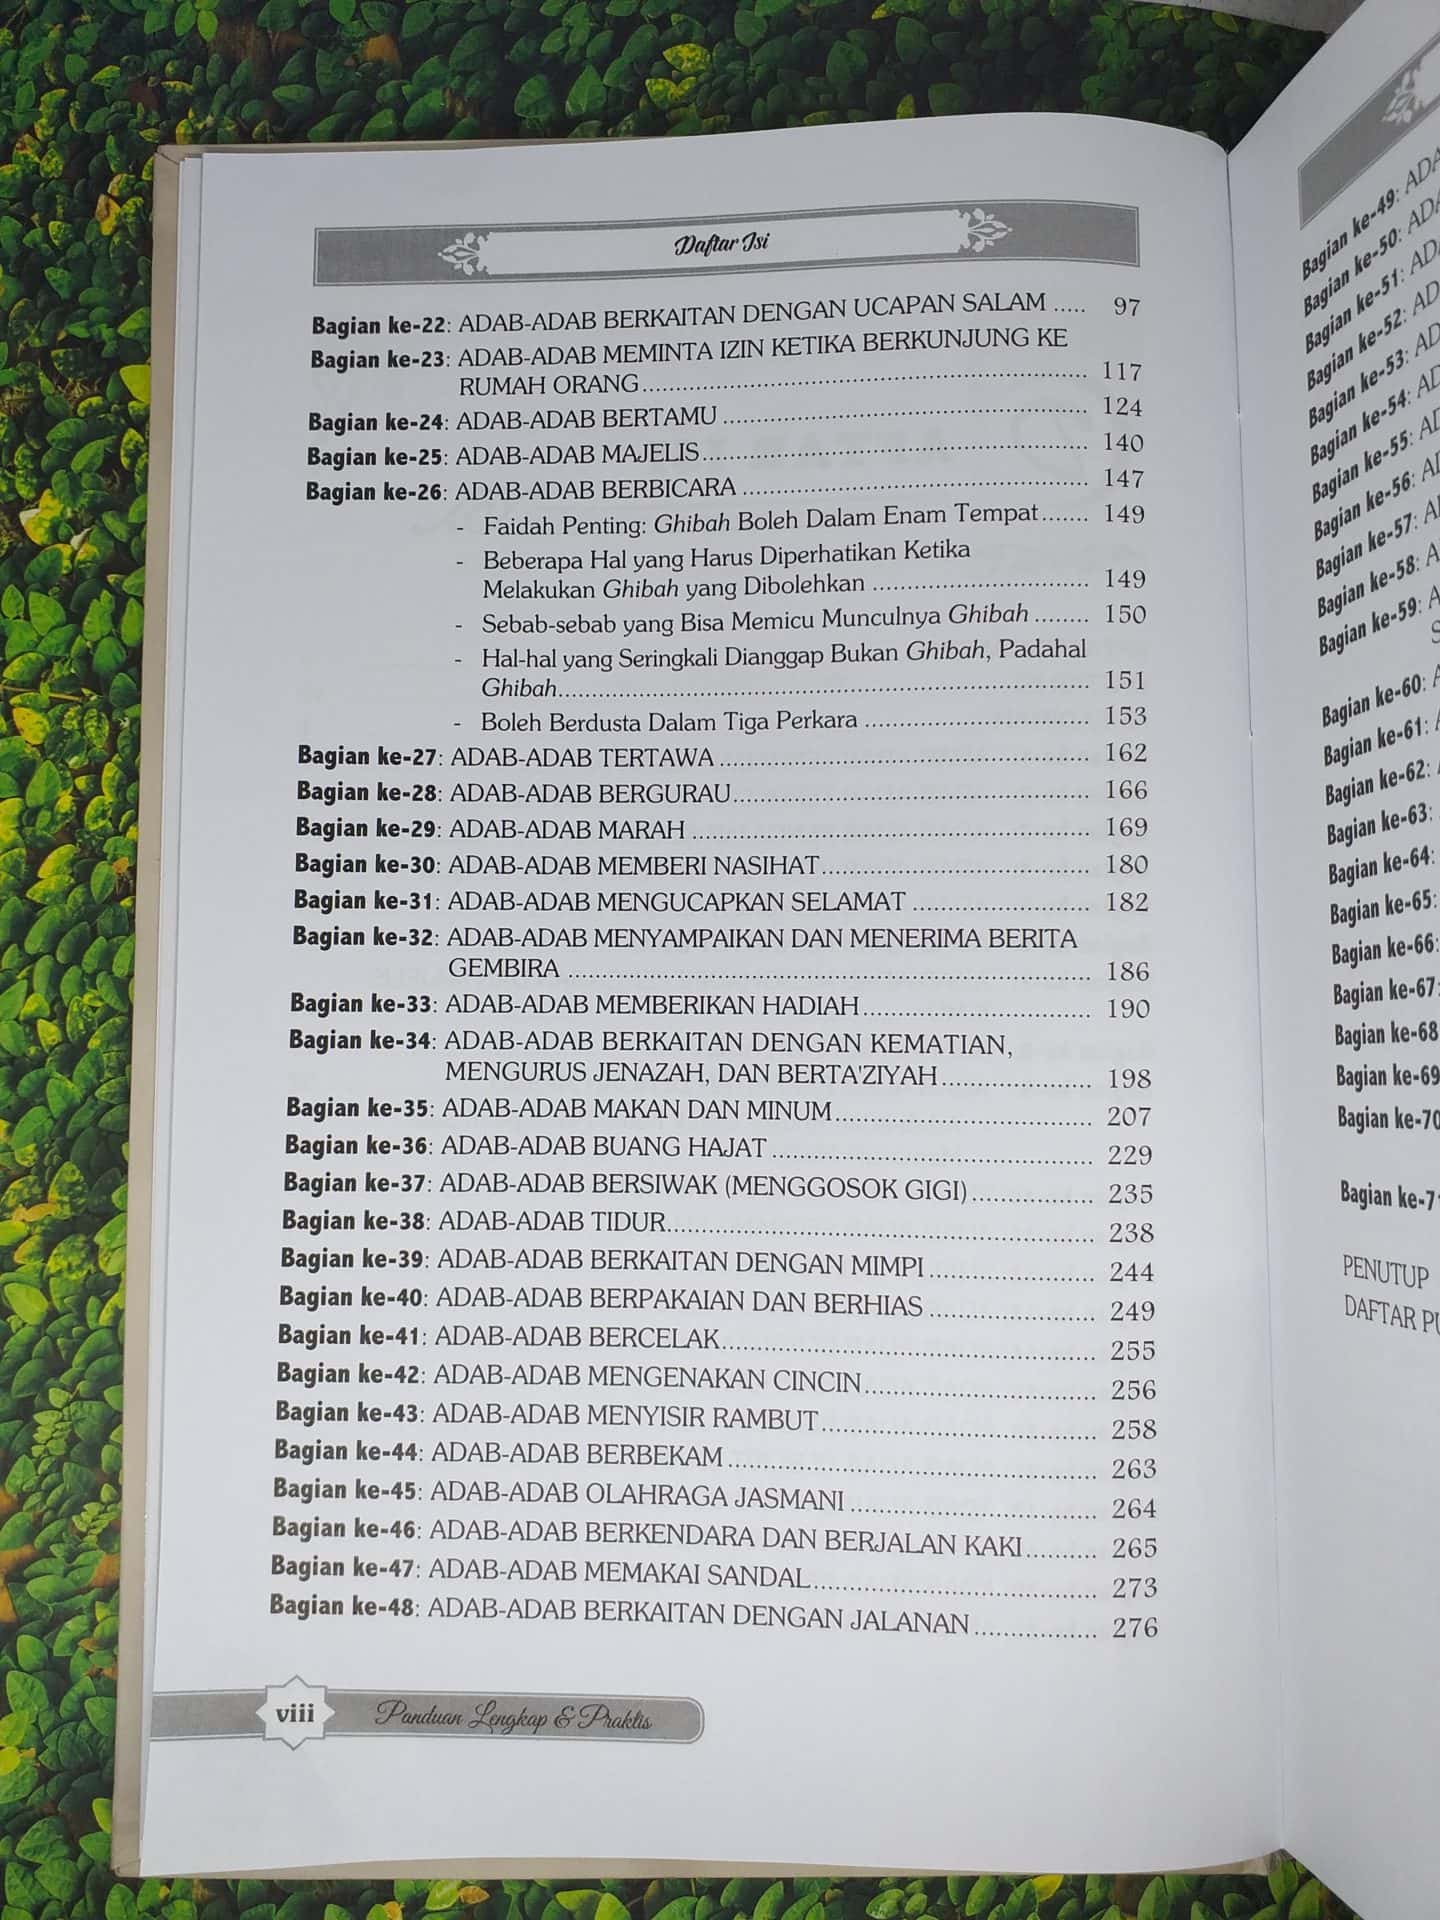 Daftar Isi
Bagian ke-22: ADAB-ADAB BERKAITAN DENGAN UCAPAN SALAM ..... 97
Bagian ke-23: ADAB-ADAB MEMINTA IZIN KETIKA BERKUNJUNG KE
RUMAH ORANG ..... 117
Bagian ke-24: ADAB-ADAB BERTAMU ..... 124
Bagian ke-25: ADAB-ADAB MAJELIS ..... 140
Bagian ke-26: ADAB-ADAB BERBICARA ..... 147
- Faidah Penting: Ghibah Boleh Dalam Enam Tempat ....... 149
- Beberapa Hal yang Harus Diperhatikan Ketika
Melakukan Ghibah yang Dibolehkan ..... 149
- Sebab-sebab yang Bisa Memicu Munculnya Ghibah ........ 150
- Hal-hal yang Seringkali Dianggap Bukan Ghibah, Padahal
Ghibah ..... 151
- Boleh Berdusta Dalam Tiga Perkara ..... 153
Bagian ke-27: ADAB-ADAB TERTAWA ..... 162
Bagian ke-28: ADAB-ADAB BERGURAU ..... 166
Bagian ke-29: ADAB-ADAB MARAH ..... 169
Bagian ke-30: ADAB-ADAB MEMBERI NASIHAT ..... 180
Bagian ke-31: ADAB-ADAB MENGUCAPKAN SELAMAT ..... 182
Bagian ke-32: ADAB-ADAB MENYAMPAIKAN DAN MENERIMA BERITA
GEMBIRA ..... 186
Bagian ke-33: ADAB-ADAB MEMBERIKAN HADIAH ..... 190
Bagian ke-34: ADAB-ADAB BERKAITAN DENGAN KEMATIAN,
MENGURUS JENAZAH, DAN BERTA'ZIYAH ..... 198
Bagian ke-35: ADAB-ADAB MAKAN DAN MINUM ..... 207
Bagian ke-36: ADAB-ADAB BUANG HAJAT ..... 229
Bagian ke-37: ADAB-ADAB BERSIWAK (MENGGOSOK GIGI) ..... 235
Bagian ke-38: ADAB-ADAB TIDUR ..... 238
Bagian ke-39: ADAB-ADAB BERKAITAN DENGAN MIMPI ..... 244
Bagian ke-40: ADAB-ADAB BERPAKAIAN DAN BERHIAS ..... 249
Bagian ke-41: ADAB-ADAB BERCELAK ..... 255
Bagian ke-42: ADAB-ADAB MENGENAKAN CINCIN ..... 256
Bagian ke-43: ADAB-ADAB MENYISIR RAMBUT ..... 258
Bagian ke-44: ADAB-ADAB BERBEKAM ..... 263
Bagian ke-45: ADAB-ADAB OLAHRAGA JASMANI ..... 264
Bagian ke-46: ADAB-ADAB BERKENDARA DAN BERJALAN KAKI .......... 265
Bagian ke-47: ADAB-ADAB MEMAKAI SANDAL ..... 273
Bagian ke-48: ADAB-ADAB BERKAITAN DENGAN JALANAN ..... 276
viii Panduan Lengkap & Praktis
Bagian ke-49: ADA
Bagian ke-50: ADA
Bagian ke-51: ADA
Bagian ke-52: AD
Bagian ke-53: AD
Bagian ke-54: AD
Bagian ke-55: AD
Bagian ke-56: AD
Bagian ke-57: A
Bagian ke-58: A
Bagian ke-59: A
S
Bagian ke-60: A
Bagian ke-61:
Bagian ke-62:
Bagian ke-63:
Bagian ke-64:
Bagian ke-65:
Bagian ke-66:
Bagian ke-67:
Bagian ke-68
Bagian ke-69
Bagian ke-70
Bagian ke-71
PENUTUP
DAFTAR PU